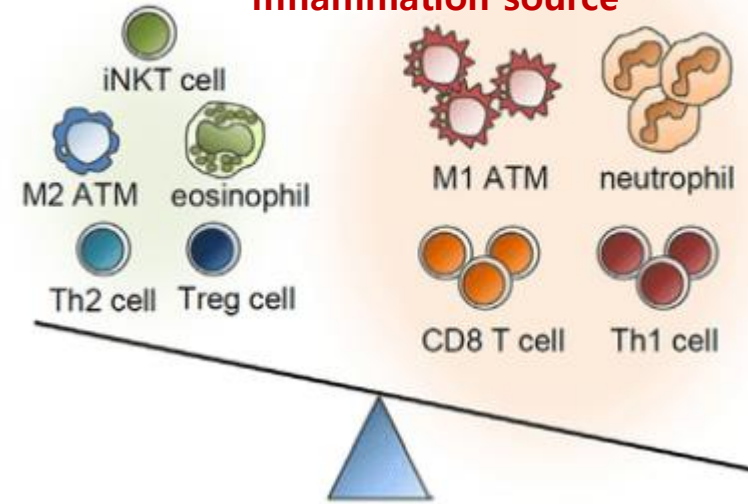 Inflammation source
iNKT cell
M2 ATM
eosinophil
Th2 cell
Treg cell
M1 ATM
neutrophil
CD8 T cell
Th1 cell